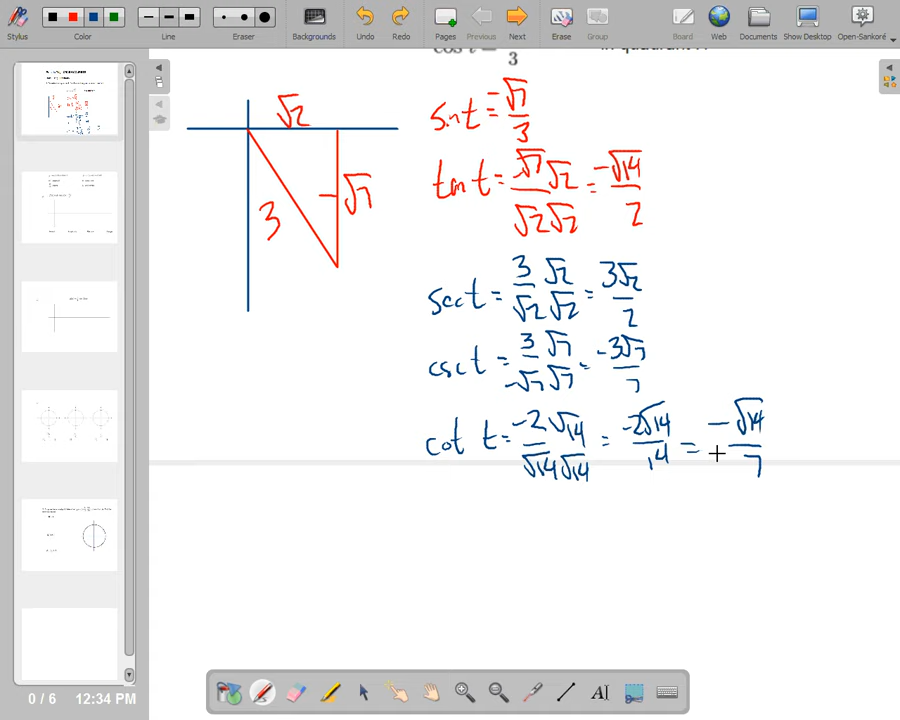 Stylus
Color
Line
Eraser
Backgrounds
Undo
Redo
Pages
Previous
Next
Erase
Group
Board
Web
Documents
Show Desktop
Open-Sankoré
3
√2
3
-√7
sin t = -√7/3
tan t = -√7/√2 √2/√2 = -√14/2
sec t = 3/√2 √2/√2 = 3√2/2
csc t = 3/-√7 √7/√7 = -3√7/7
cot t = -2/√14 √14/√14 = -2√14/14 = -√14/7
0 / 6
12:34 PM